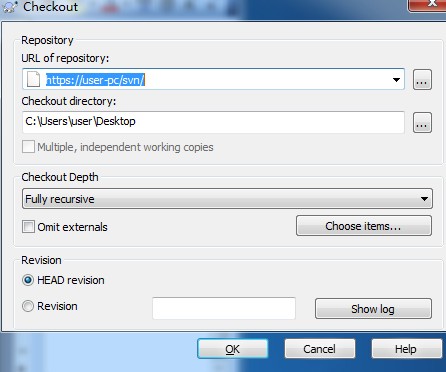 Checkout
Repository
URL of repository:
https://user-pc/svn/
...
Checkout directory:
C:\Users\user\Desktop
...
Multiple, independent working copies
Checkout Depth
Fully recursive
Omit externals
Choose items...
Revision
HEAD revision
Revision
Show log
OK
Cancel
Help